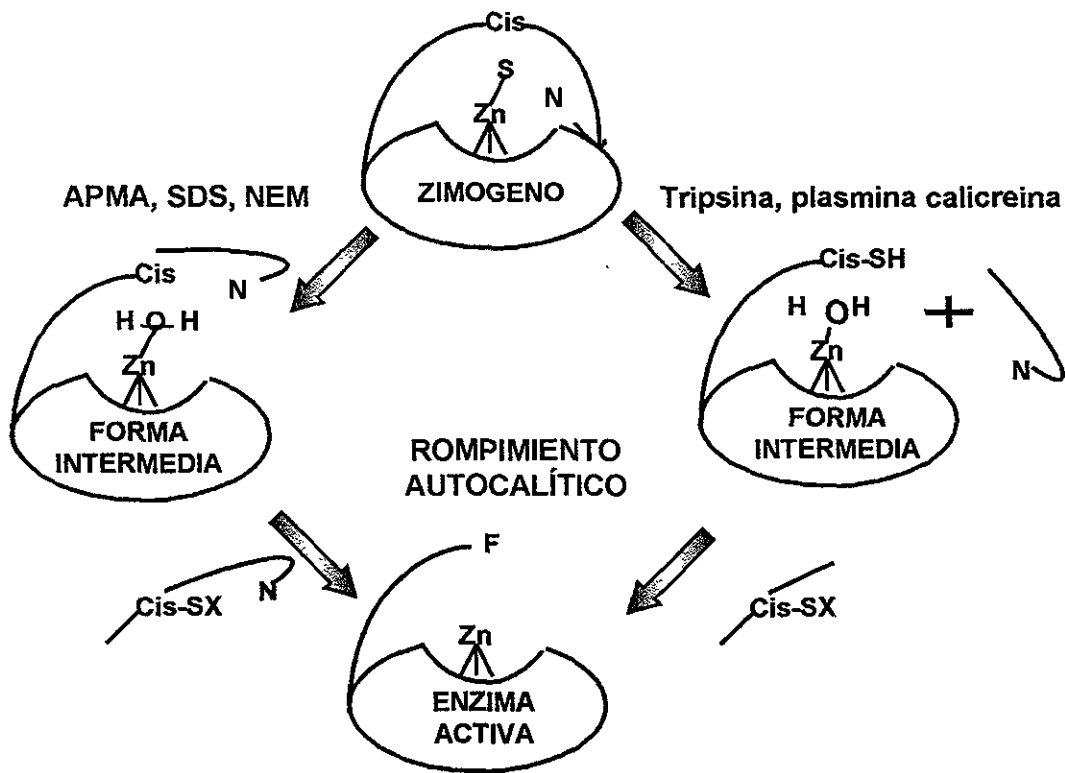 Cis
S
Zn
N
ZIMOGENO
APMA, SDS, NEM
Tripsina, plasmina calicreina
Cis
N
H O H
Zn
FORMA
INTERMEDIA
Cis-SH
H OH
Zn
+
N
FORMA
INTERMEDIA
ROMPIMIENTO
AUTOCALÍTICO
Cis-SX
N
F
Zn
ENZIMA
ACTIVA
Cis-SX